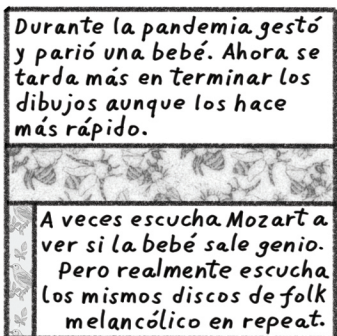 Durante la pandemia gestó
y parió una bebé. Ahora se
tarda más en terminar los
dibujos aunque los hace
más rápido.
A veces escucha Mozart a
ver si la bebé sale genio.
Pero realmente escucha
los mismos discos de folk
melancólico en repeat.